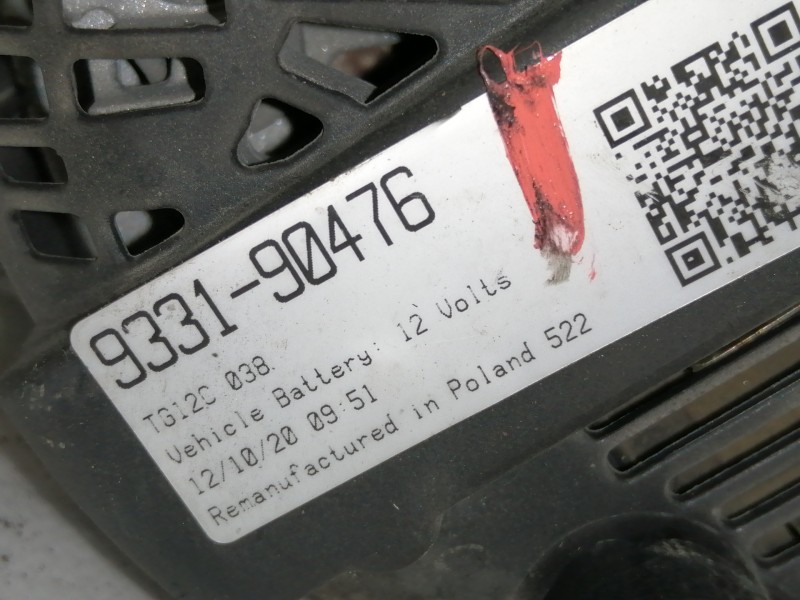 9331-90476
TG12C 038
Vehicle Battery: 12 Volts
12/10/20 09:51
Remanufactured in Poland 522